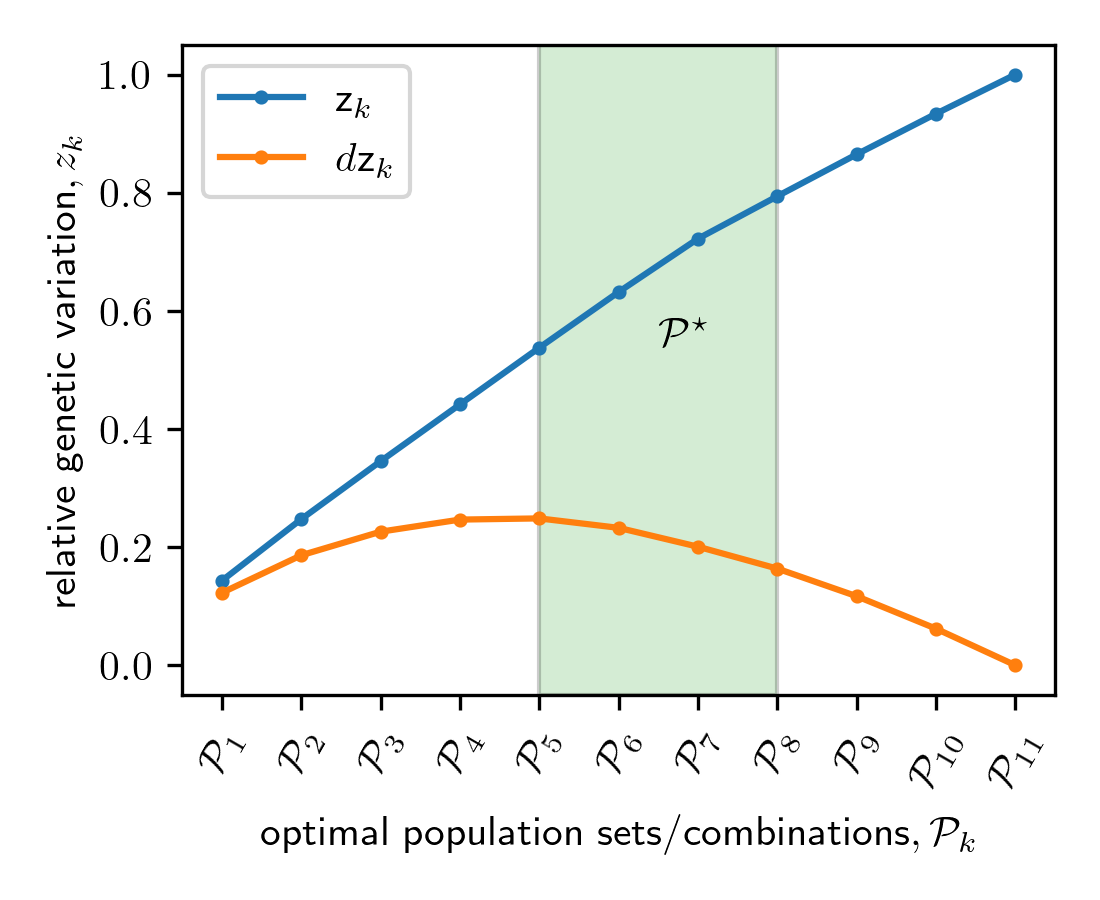 1.0
0.8
0.6
0.4
0.2
0.0
relative genetic variation, z_k
z_k
dz_k
𝒫⋆
𝒫_1 𝒫_2 𝒫_3 𝒫_4 𝒫_5 𝒫_6 𝒫_7 𝒫_8 𝒫_9 𝒫_10 𝒫_11
optimal population sets/combinations, 𝒫_k